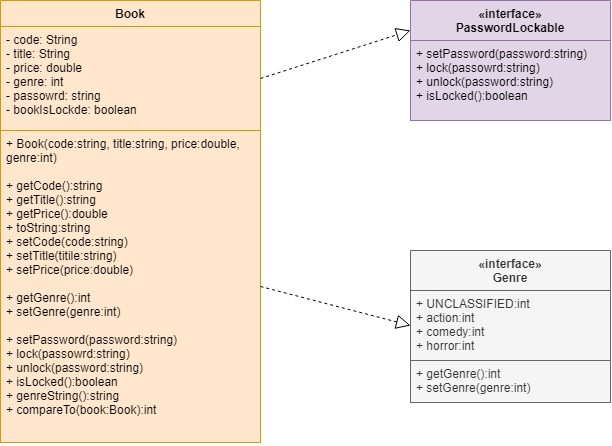 Book
- code: String
- title: String
- price: double
- genre: int
- passowrd: string
- bookIsLockde: boolean
+ Book(code:string, title:string, price:double,
genre:int)
+ getCode():string
+ getTitle():string
+ getPrice():double
+ toString:string
+ setCode(code:string)
+ setTitle(titile:string)
+ setPrice(price:double)
+ getGenre():int
+ setGenre(genre:int)
+ setPassword(password:string)
+ lock(passowrd:string)
+ unlock(password:string)
+ isLocked():boolean
+ genreString():string
+ compareTo(book:Book):int
«interface»
PasswordLockable
+ setPassword(password:string)
+ lock(passowrd:string)
+ unlock(password:string)
+ isLocked():boolean
«interface»
Genre
+ UNCLASSIFIED:int
+ action:int
+ comedy:int
+ horror:int
+ getGenre():int
+ setGenre(genre:int)